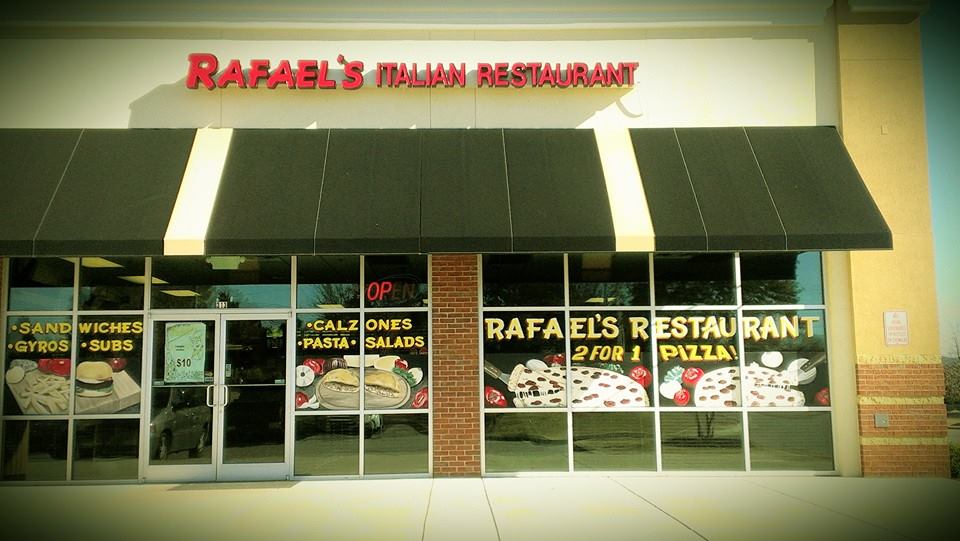 RAFAEL'S ITALIAN RESTAURANT
OPEN
•SANDWICHES
•GYROS •SUBS
$10
•CALZONES
•PASTA• SALADS
RAFAEL'S RESTAURANT
2 FOR 1 PIZZA!